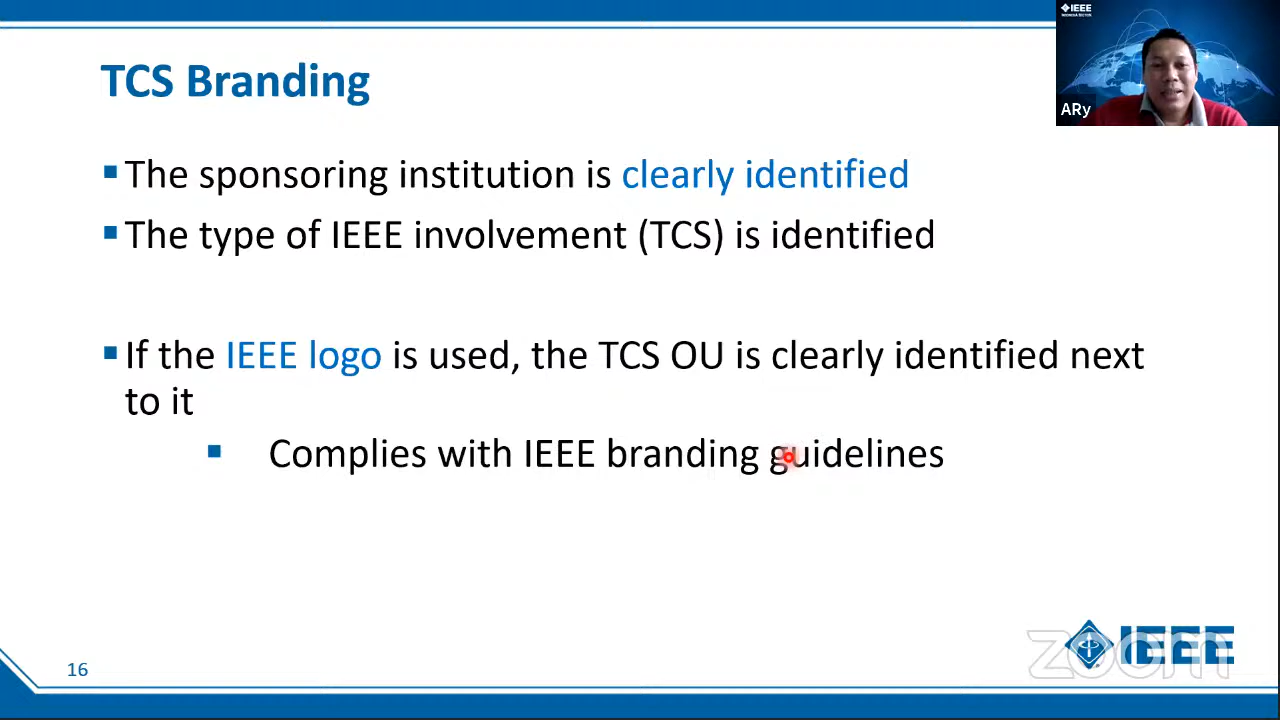 IEEE
INDONESIA SECTION
ARy
TCS Branding
The sponsoring institution is clearly identified
The type of IEEE involvement (TCS) is identified
If the IEEE logo is used, the TCS OU is clearly identified next
to it
Complies with IEEE branding guidelines
16
zoom
IEEE